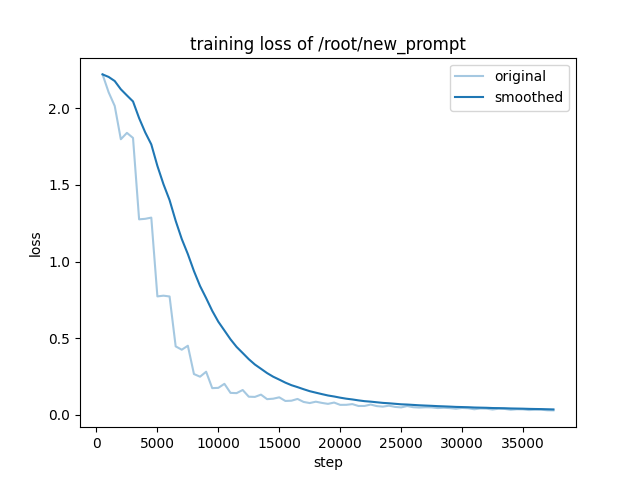 training loss of /root/new_prompt
original
smoothed
2.0
1.5
1.0
0.5
0.0
loss
0 5000 10000 15000 20000 25000 30000 35000
step